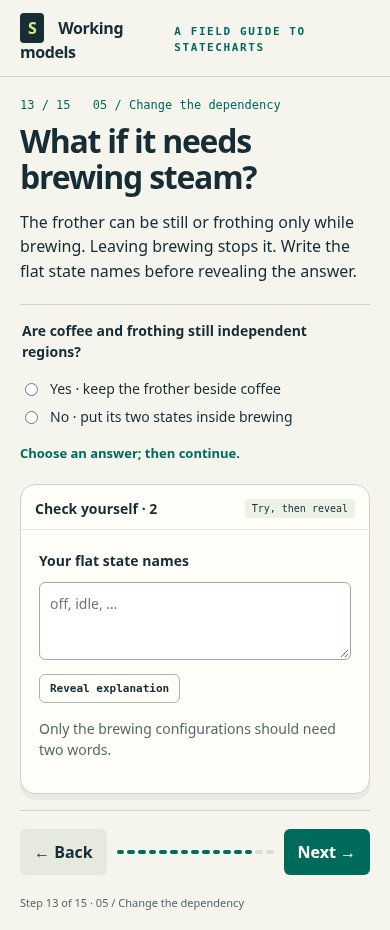 S Working models
A FIELD GUIDE TO
STATECHARTS
13 / 15 05 / Change the dependency
What if it needs
brewing steam?
The frother can be still or frothing only while
brewing. Leaving brewing stops it. Write the
flat state names before revealing the answer.
Are coffee and frothing still independent
regions?
Yes · keep the frother beside coffee
No · put its two states inside brewing
Choose an answer; then continue.
Check yourself · 2
Try, then reveal
Your flat state names
off, idle, …
Reveal explanation
Only the brewing configurations should need
two words.
← Back
Next →
Step 13 of 15 · 05 / Change the dependency